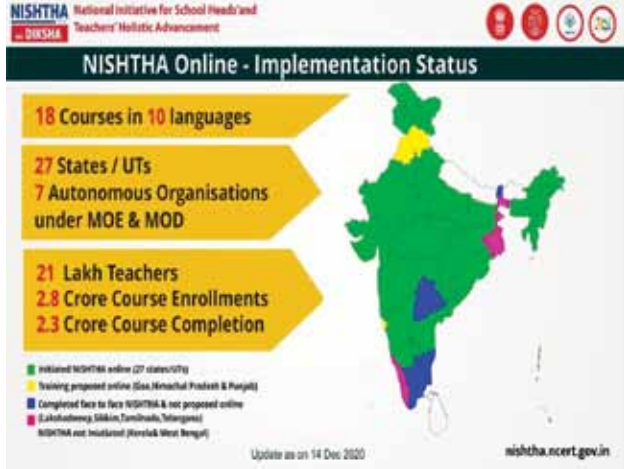 NISHTHA National Initiative for School Heads'and
on DIKSHA Teachers' Holistic Advancement
NISHTHA Online - Implementation Status
18 Courses in 10 languages
27 States / UTs
7 Autonomous Organisations
under MOE & MOD
21 Lakh Teachers
2.8 Crore Course Enrollments
2.3 Crore Course Completion
Initiated NISHTHA online (27 states/UTs)
Training proposed online (Goa, Himachal Pradesh & Punjab)
Completed face to face NISHTHA & not proposed online
(Lakshadweep, Sikkim, Tamilnadu, Telangana)
NISHTHA not (Kerala & West Bengal)
Update as on 14 Dec 2020
nishtha.ncert.gov.in